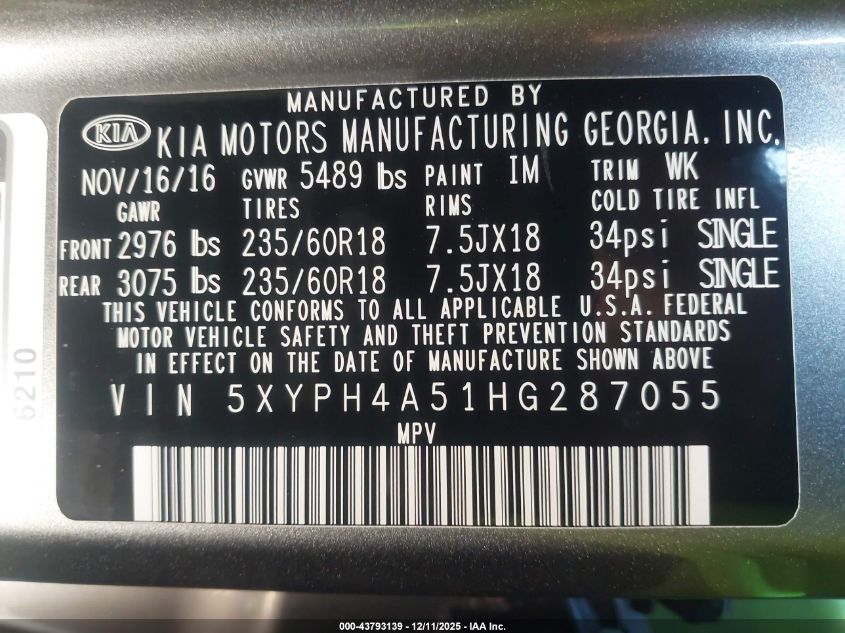 MANUFACTURED BY
KIA KIA MOTORS MANUFACTURING GEORGIA, INC.
NOV/16/16 GVWR 5489 lbs PAINT IM TRIM WK
GAWR TIRES RIMS COLD TIRE INFL
FRONT 2976 lbs 235/60R18 7.5JX18 34psi SINGLE
REAR 3075 lbs 235/60R18 7.5JX18 34psi SINGLE
THIS VEHICLE CONFORMS TO ALL APPLICABLE U.S.A. FEDERAL
MOTOR VEHICLE SAFETY AND THEFT PREVENTION STANDARDS
IN EFFECT ON THE DATE OF MANUFACTURE SHOWN ABOVE
VIN 5XYPH4A51HG287055
MPV
6210
000-43793139 - 12/11/2025 - IAA Inc.